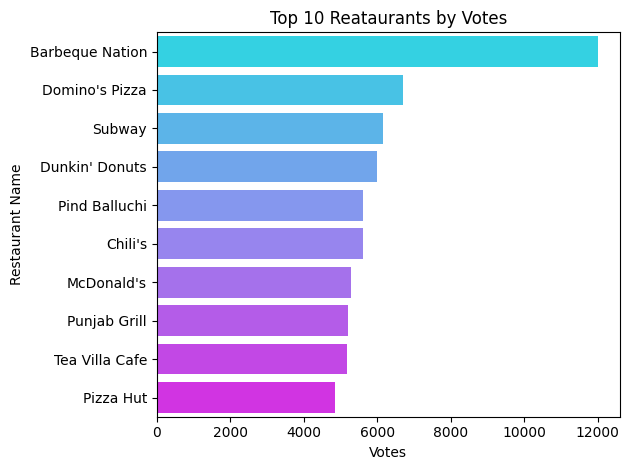 Top 10 Reataurants by Votes
Restaurant Name
Barbeque Nation
Domino's Pizza
Subway
Dunkin' Donuts
Pind Balluchi
Chili's
McDonald's
Punjab Grill
Tea Villa Cafe
Pizza Hut
0 2000 4000 6000 8000 10000 12000
Votes